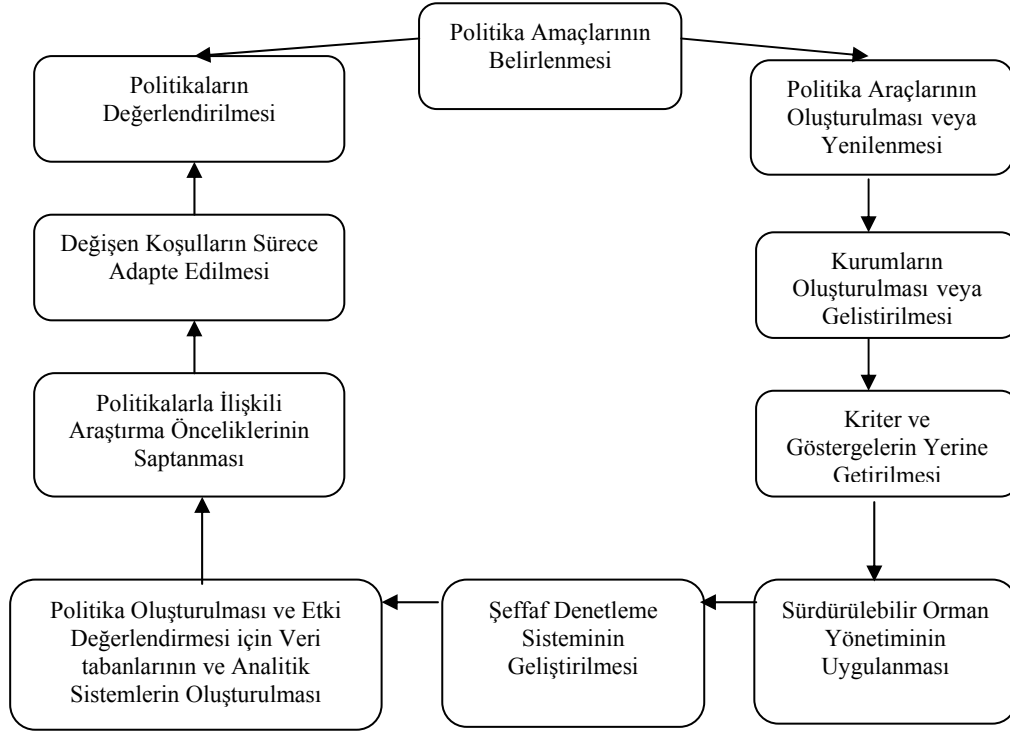 Politika Amaçlarının
Belirlenmesi
Politikaların
Değerlendirilmesi
Politika Araçlarının
Oluşturulması veya
Yenilenmesi
Değişen Koşulların Sürece
Adapte Edilmesi
Kurumların
Oluşturulması veya
Gelistirilmesi
Politikalarla İlişkili
Araştırma Önceliklerinin
Saptanması
Kriter ve
Göstergelerin Yerine
Getirilmesi
Politika Oluşturulması ve Etki
Değerlendirmesi için Veri
tabanlarının ve Analitik
Sistemlerin Oluşturulması
Şeffaf Denetleme
Sisteminin
Geliştirilmesi
Sürdürülebilir Orman
Yönetiminin
Uygulanması